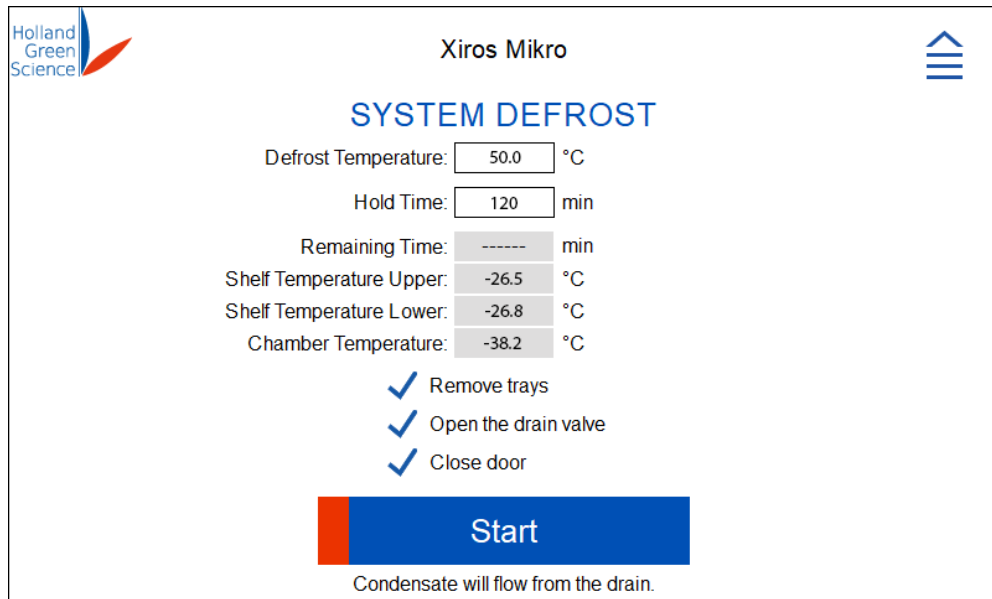 Holland
Green
Science
Xiros Mikro
SYSTEM DEFROST
Defrost Temperature: 50.0 °C
Hold Time: 120 min
Remaining Time: ------ min
Shelf Temperature Upper: -26.5 °C
Shelf Temperature Lower: -26.8 °C
Chamber Temperature: -38.2 °C
Remove trays
Open the drain valve
Close door
Start
Condensate will flow from the drain.